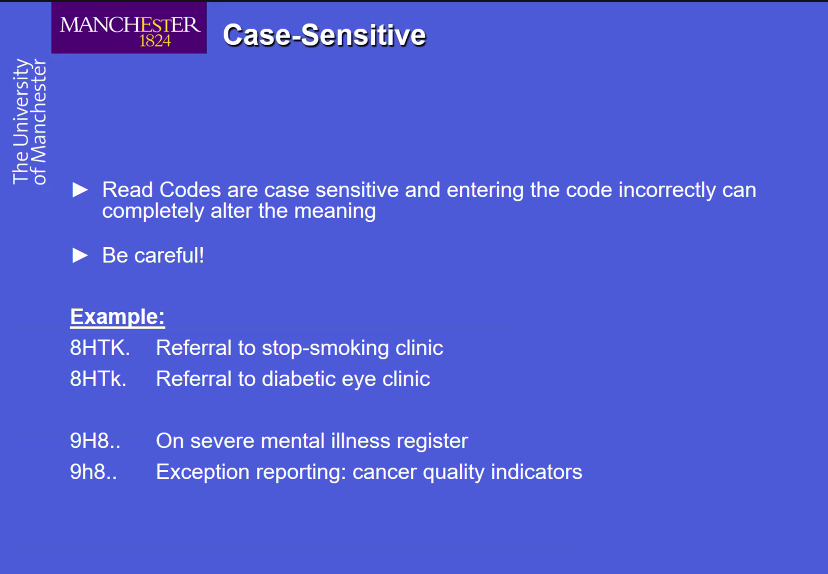 MANCHESTER
1824
Case-Sensitive
The University
of Manchester
► Read Codes are case sensitive and entering the code incorrectly can
completely alter the meaning
► Be careful!
Example:
8HTK. Referral to stop-smoking clinic
8HTk. Referral to diabetic eye clinic
9H8.. On severe mental illness register
9h8.. Exception reporting: cancer quality indicators